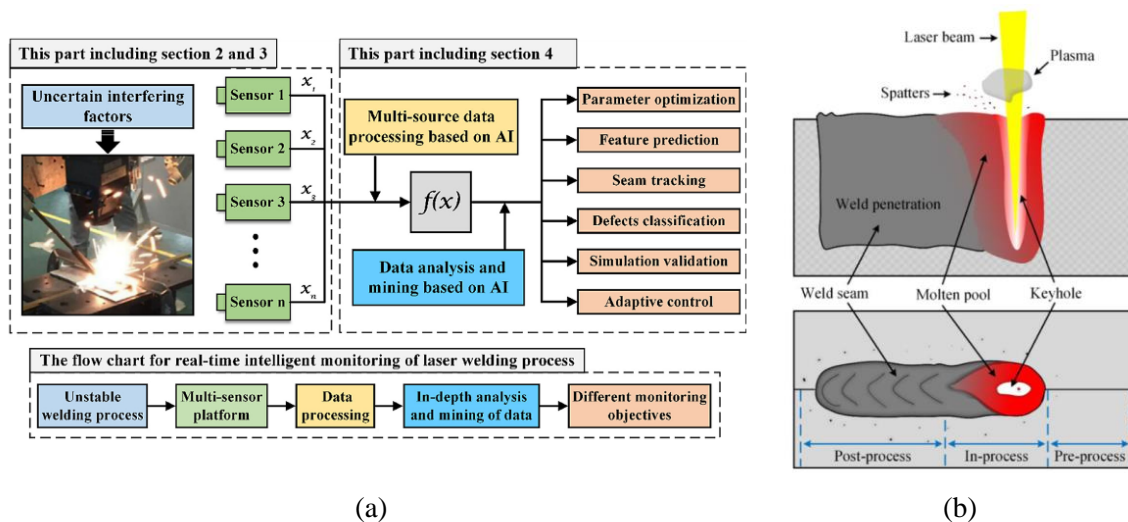 This part including section 2 and 3
Uncertain interfering
factors
Sensor 1
x₁
Sensor 2
x₂
Sensor 3
x₃
Sensor n
xₙ
This part including section 4
Multi-source data
processing based on AI
f(x)
Data analysis and
mining based on AI
Parameter optimization
Feature prediction
Seam tracking
Defects classification
Simulation validation
Adaptive control
The flow chart for real-time intelligent monitoring of laser welding process
Unstable
welding process
Multi-sensor
platform
Data
processing
In-depth analysis
and mining of data
Different monitoring
objectives
(a)
Laser beam
Plasma
Spatters
Weld penetration
Weld seam
Molten pool
Keyhole
Post-process
In-process
Pre-process
(b)